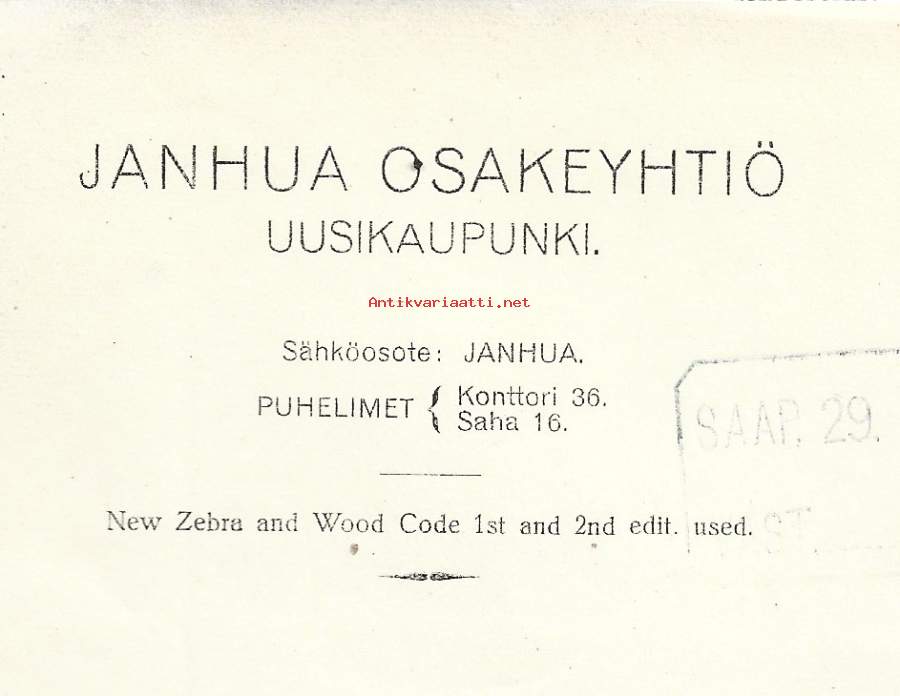 JANHUA OSAKEYHTIÖ
UUSIKAUPUNKI.
Antikvariaatti.net
Sähköosote: JANHUA.
PUHELIMET { Konttori 36.
Saha 16.
SAAP. 29.
ST.
New Zebra and Wood Code 1st and 2nd edit. used.